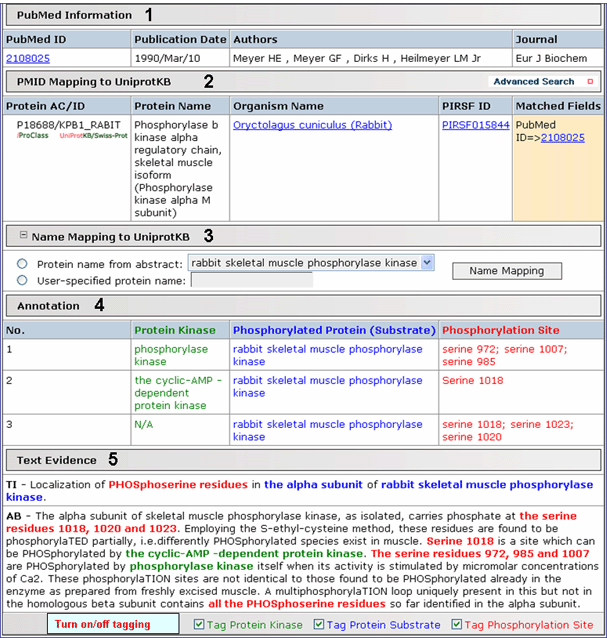 PubMed Information 1
PubMed ID Publication Date Authors Journal
2108025 1990/Mar/10 Meyer HE , Meyer GF , Dirks H , Heilmeyer LM Jr Eur J Biochem
PMID Mapping to UniprotKB 2 Advanced Search
Protein AC/ID Protein Name Organism Name PIRSF ID Matched Fields
P18688/KPB1_RABIT Phosphorylase b Oryctolagus cuniculus (Rabbit) PIRSF015844 PubMed
iProClass UniProtKB/Swiss-Prot kinase alpha ID=>2108025
regulatory chain,
skeletal muscle
isoform
(Phosphorylase
kinase alpha M
subunit)
Name Mapping to UniprotKB 3
Protein name from abstract: rabbit skeletal muscle phosphorylase kinase Name Mapping
User-specified protein name:
Annotation 4
No. Protein Kinase Phosphorylated Protein (Substrate) Phosphorylation Site
1 phosphorylase rabbit skeletal muscle phosphorylase serine 972; serine 1007;
kinase kinase serine 985
2 the cyclic-AMP - rabbit skeletal muscle phosphorylase Serine 1018
dependent kinase
protein kinase
3 N/A rabbit skeletal muscle phosphorylase serine 1018; serine 1023;
kinase serine 1020
Text Evidence 5
TI - Localization of PHOSphoserine residues in the alpha subunit of rabbit skeletal muscle phosphorylase
kinase.
AB - The alpha subunit of skeletal muscle phosphorylase kinase, as isolated, carries phosphate at the serine
residues 1018, 1020 and 1023. Employing the S-ethyl-cysteine method, these residues are found to be
phosphorylaTED partially, i.e.differently PHOSphorylated species exist in muscle. Serine 1018 is a site which can
be PHOSphorylated by the cyclic-AMP -dependent protein kinase. The serine residues 972, 985 and 1007
are PHOSphorylated by phosphorylase kinase itself when its activity is stimulated by micromolar concentrations
of Ca2. These phosphorylaTION sites are not identical to those found to be PHOSphorylated already in the
enzyme as prepared from freshly excised muscle. A multiphosphorylaTION loop uniquely present in this but not in
the homologous beta subunit contains all the PHOSphoserine residues so far identified in the alpha subunit.
Turn on/off tagging Tag Protein Kinase Tag Protein Substrate Tag Phosphorylation Site